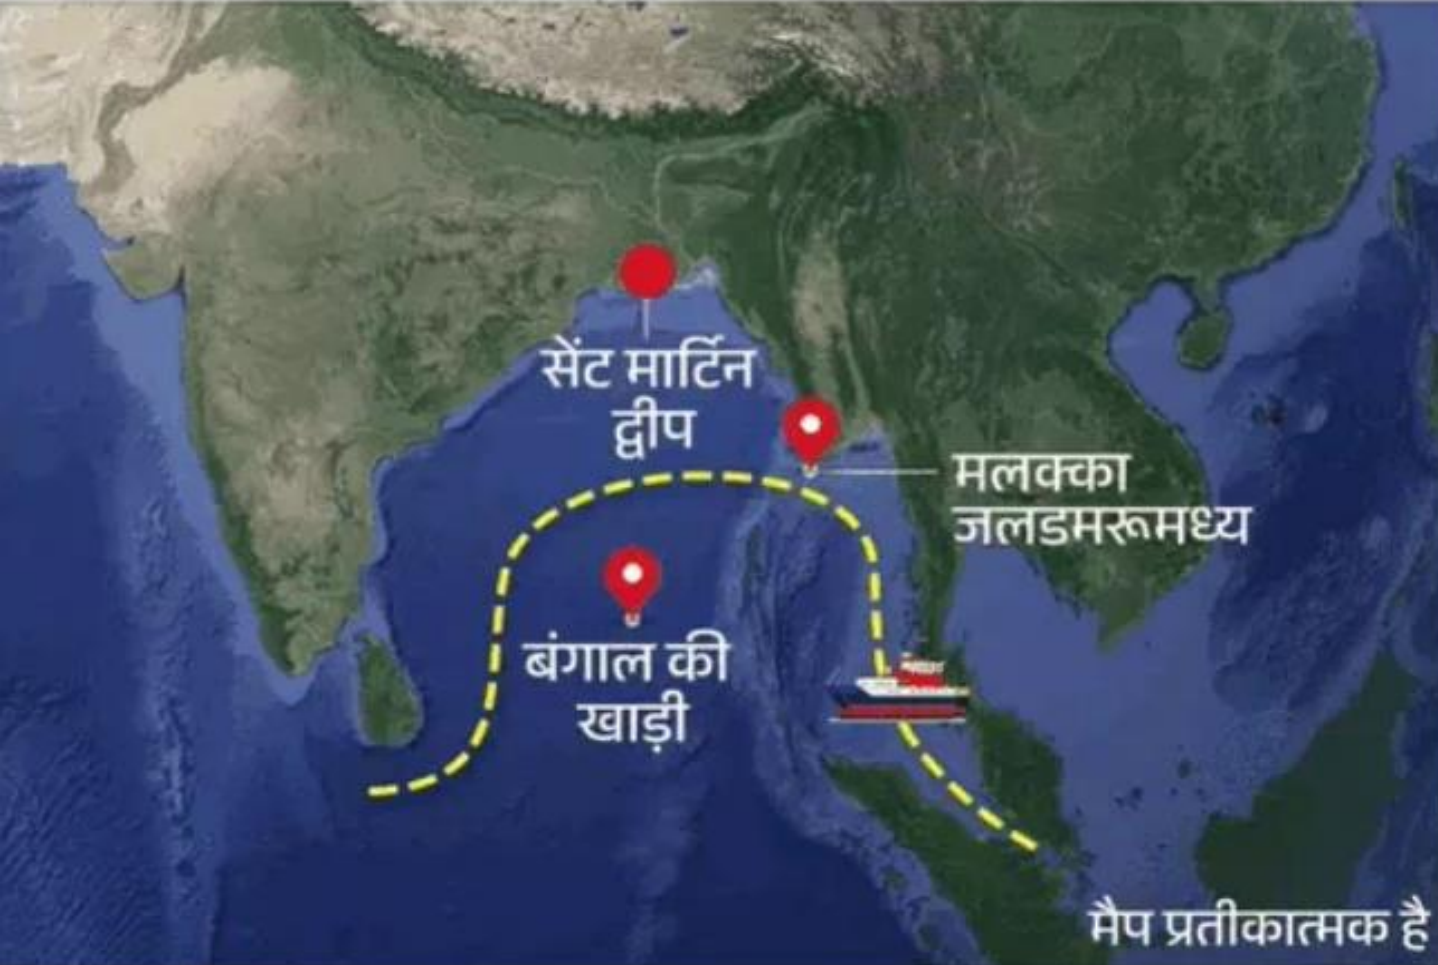 सेंट मार्टिन
द्वीप
मलक्का
जलडमरूमध्य
बंगाल की
खाड़ी
मैप प्रतीकात्मक है